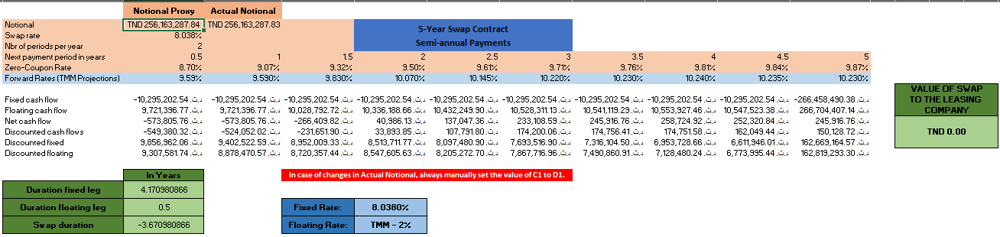 Notional Proxy Actual Notional
Notional TND 256,163,287.84 TND 256,163,287.83
5-Year Swap Contract
Semi-annual Payments
Swap rate 8.038%
Nbr of periods per year 2
Next payment period in years 0.5 1 1.5 2 2.5 3 3.5 4 4.5 5
Zero-Coupon Rate 8.70% 9.07% 9.32% 9.50% 9.61% 9.71% 9.76% 9.81% 9.84% 9.87%
Forward Rates (TMM Projections) 9.59% 9.590% 9.830% 10.070% 10.145% 10.220% 10.230% 10.240% 10.235% 10.230%
VALUE OF SWAP
TO THE LEASING
COMPANY
TND 0.00
Fixed cash flow -10,295,202.54 د.ت. -10,295,202.54 د.ت. -10,295,202.54 د.ت. -10,295,202.54 د.ت. -10,295,202.54 د.ت. -10,295,202.54 د.ت. -10,295,202.54 د.ت. -10,295,202.54 د.ت. -10,295,202.54 د.ت. -266,458,490.38 د.ت.
Floating cash flow 9,721,396.77 د.ت. 9,721,396.77 د.ت. 10,028,792.72 د.ت. 10,336,188.66 د.ت. 10,432,249.90 د.ت. 10,528,311.13 د.ت. 10,541,119.29 د.ت. 10,553,927.46 د.ت. 10,547,523.38 د.ت. 266,704,407.14 د.ت.
Net cash flow -573,805.76 د.ت. -573,805.76 د.ت. -266,409.82 د.ت. 40,986.13 د.ت. 137,047.36 د.ت. 233,108.59 د.ت. 245,916.76 د.ت. 258,724.92 د.ت. 252,320.84 د.ت. 245,916.76 د.ت.
Discounted cash flows -549,380.32 د.ت. -524,052.02 د.ت. -231,651.90 د.ت. 33,893.85 د.ت. 107,791.80 د.ت. 174,200.06 د.ت. 174,756.41 د.ت. 174,751.58 د.ت. 162,049.44 د.ت. 150,128.72 د.ت.
Discounted fixed 9,856,962.06 د.ت. 9,402,522.59 د.ت. 8,952,009.33 د.ت. 8,513,711.77 د.ت. 8,097,480.90 د.ت. 7,693,516.90 د.ت. 7,316,104.50 د.ت. 6,953,728.66 د.ت. 6,611,946.01 د.ت. 162,669,164.57 د.ت.
Discounted floating 9,307,581.74 د.ت. 8,878,470.57 د.ت. 8,720,357.44 د.ت. 8,547,605.63 د.ت. 8,205,272.70 د.ت. 7,867,716.96 د.ت. 7,490,860.91 د.ت. 7,128,480.24 د.ت. 6,773,995.44 د.ت. 162,819,293.30 د.ت.
In Years
In case of changes in Actual Notional, always manually set the value of C1 to D1.
Duration fixed leg 4.170980866
Duration floating leg 0.5
Swap duration -3.670980866
Fixed Rate: 8.0380%
Floating Rate: TMM - 2%